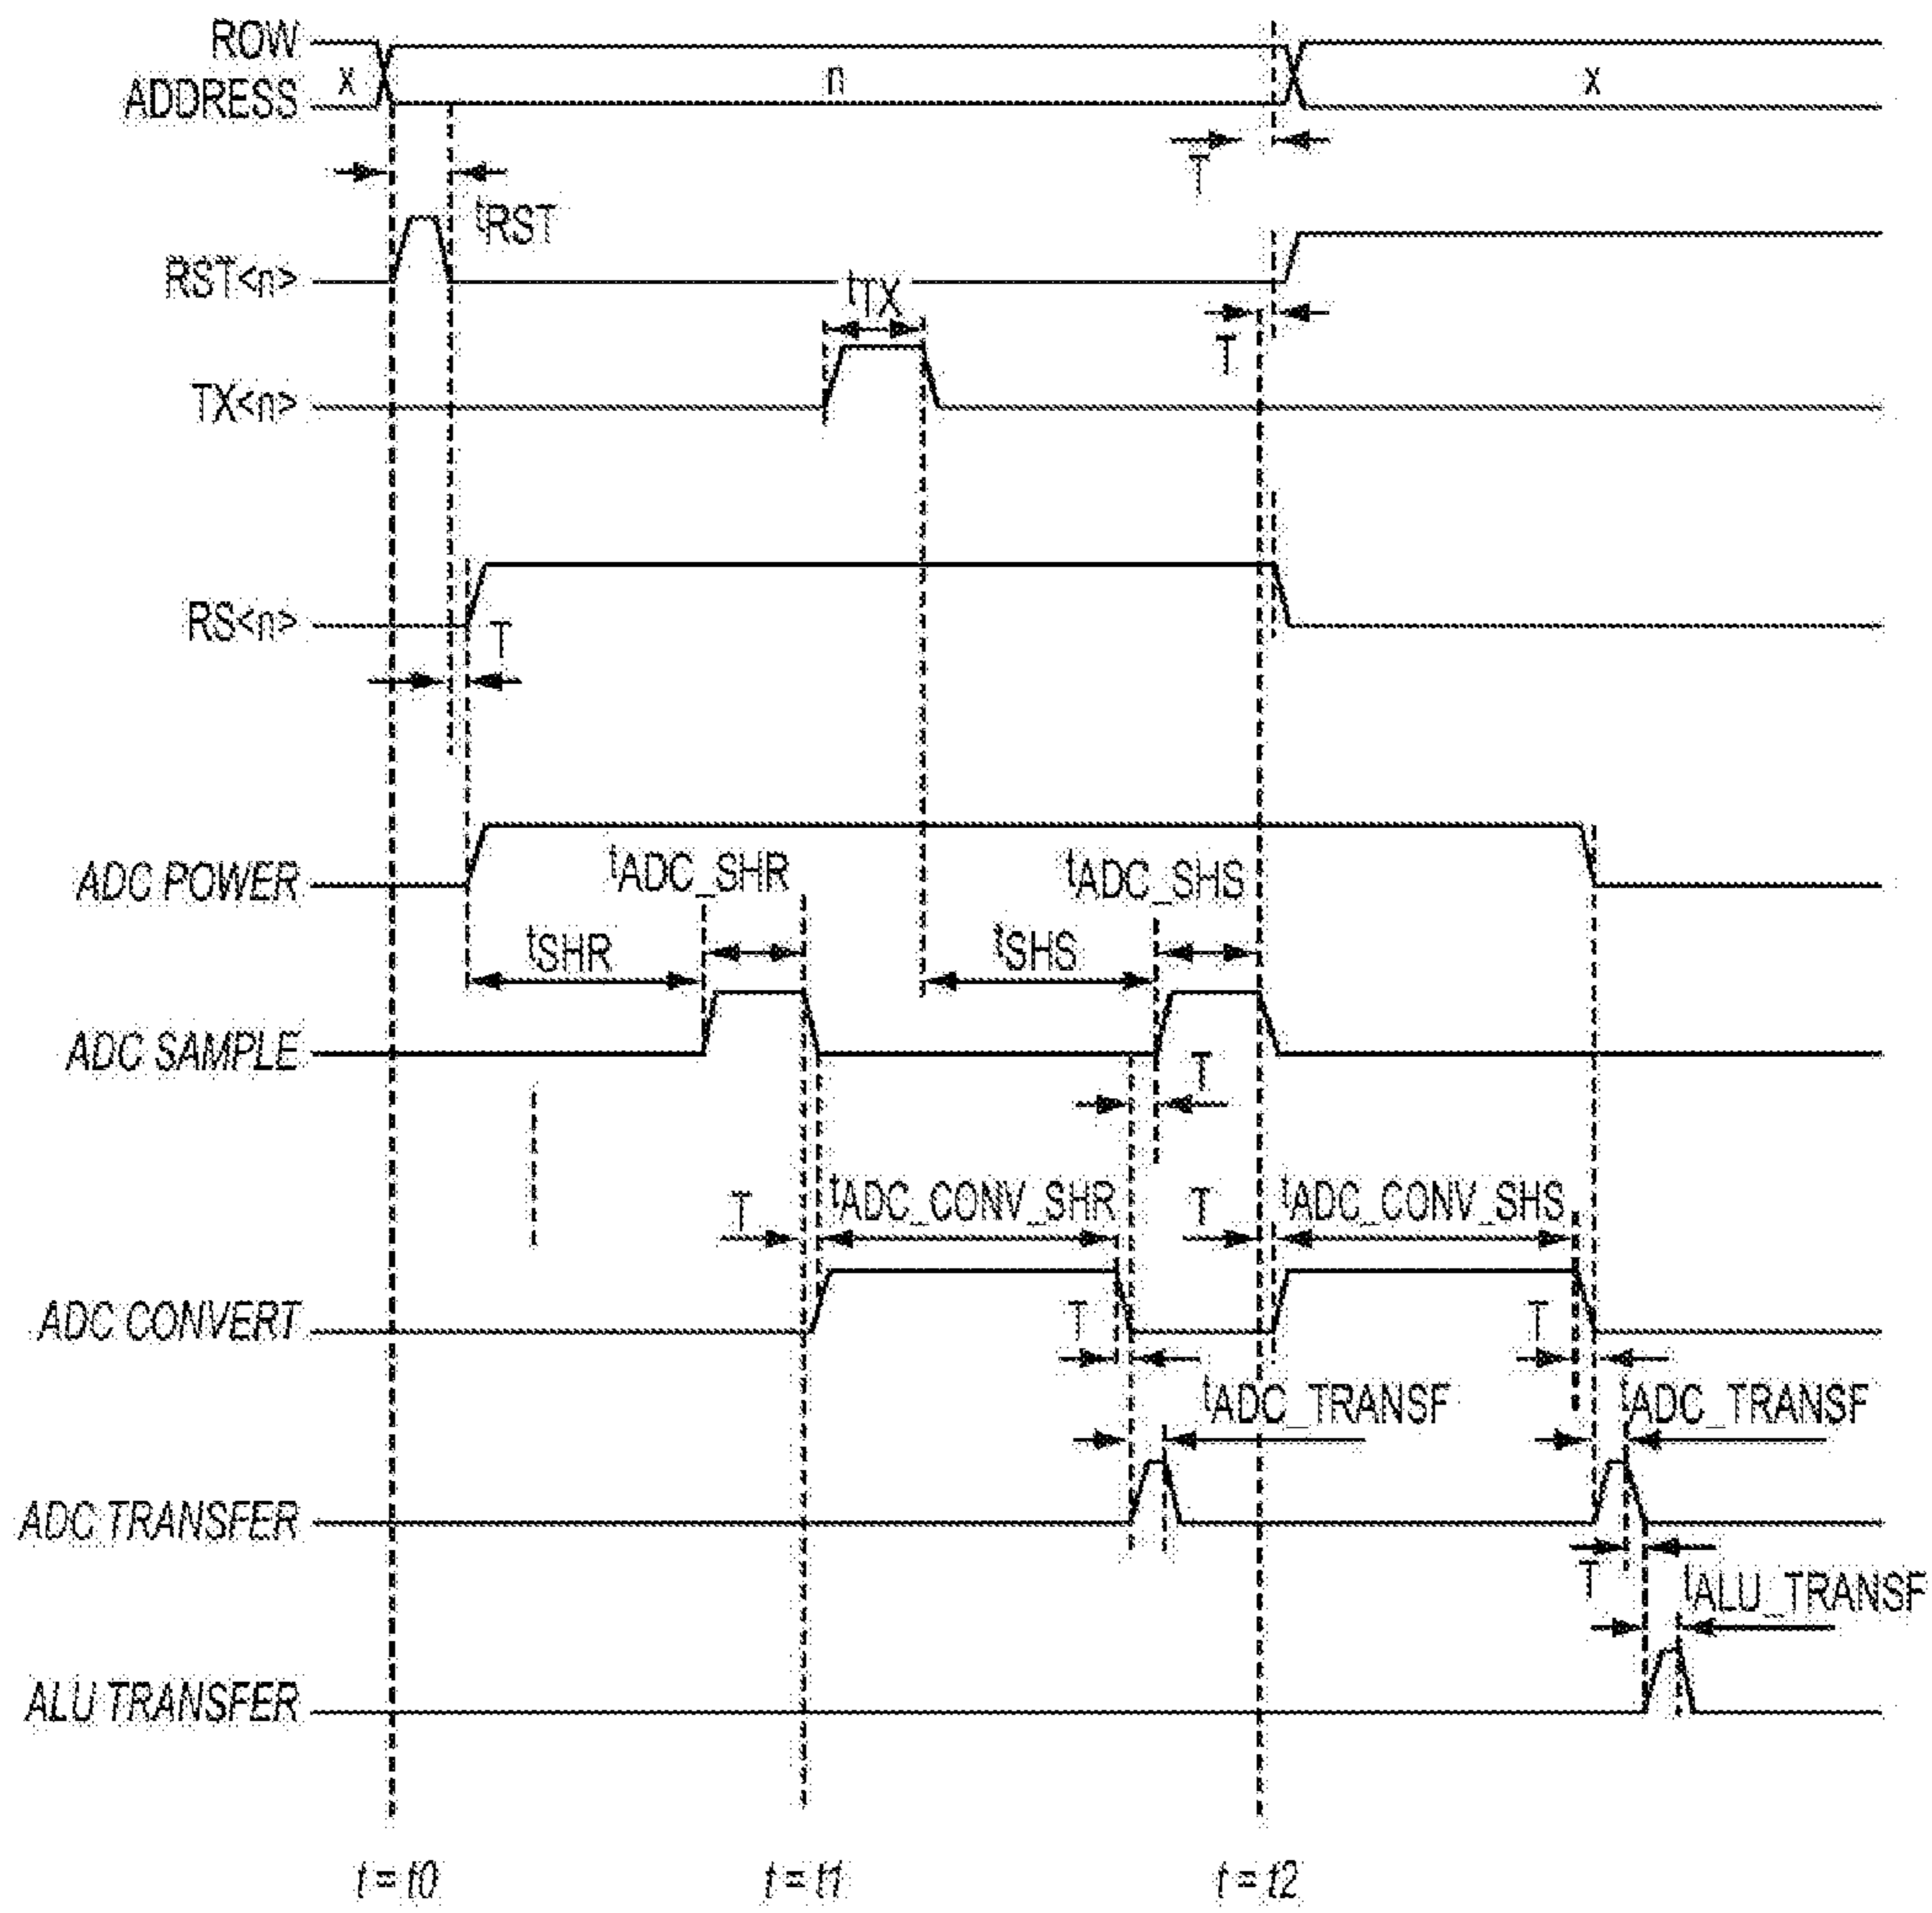 ROW
ADDRESS
x
n
x
T
tRST
RST<n>
tTX
T
TX<n>
RS<n>
T
ADC POWER
tADC_SHR
tADC_SHS
tSHR
tSHS
ADC SAMPLE
T
T
tADC_CONV_SHR
T
tADC_CONV_SHS
ADC CONVERT
T
T
tADC_TRANSF
tADC_TRANSF
ADC TRANSFER
T
tALU_TRANSF
ALU TRANSFER
t = t0
t = t1
t = t2